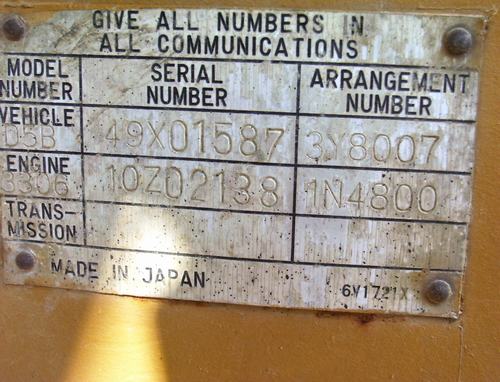 GIVE ALL NUMBERS IN
ALL COMMUNICATIONS
MODEL NUMBER SERIAL NUMBER ARRANGEMENT NUMBER
VEHICLE D5B 49X01587 3Y8007
ENGINE 3306 10Z02138 1N4800
TRANS-
MISSION
MADE IN JAPAN 6V1721X